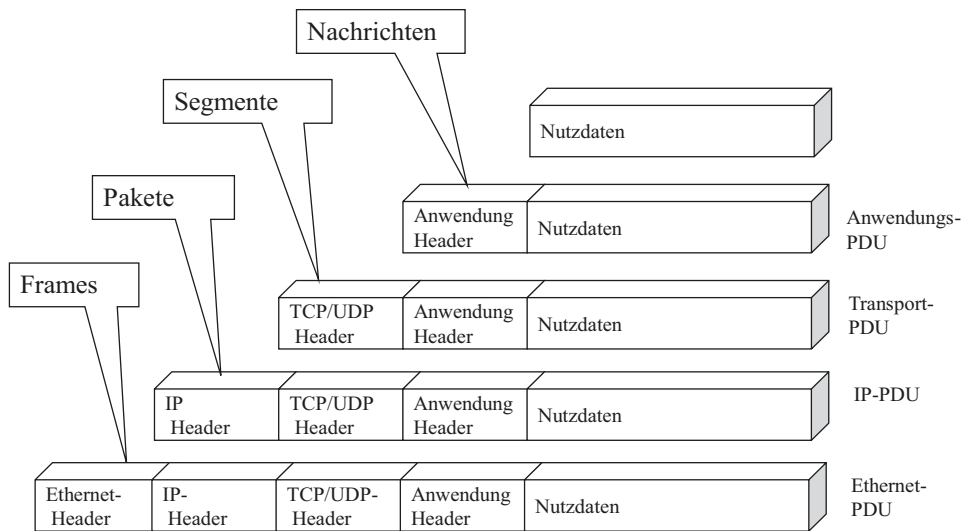 Nachrichten
Segmente
Nutzdaten
Pakete
Anwendung
Header
Nutzdaten
Anwendungs-
PDU
Frames
TCP/UDP
Header
Anwendung
Header
Nutzdaten
Transport-
PDU
IP
Header
TCP/UDP
Header
Anwendung
Header
Nutzdaten
IP-PDU
Ethernet-
Header
IP-
Header
TCP/UDP-
Header
Anwendung
Header
Nutzdaten
Ethernet-
PDU